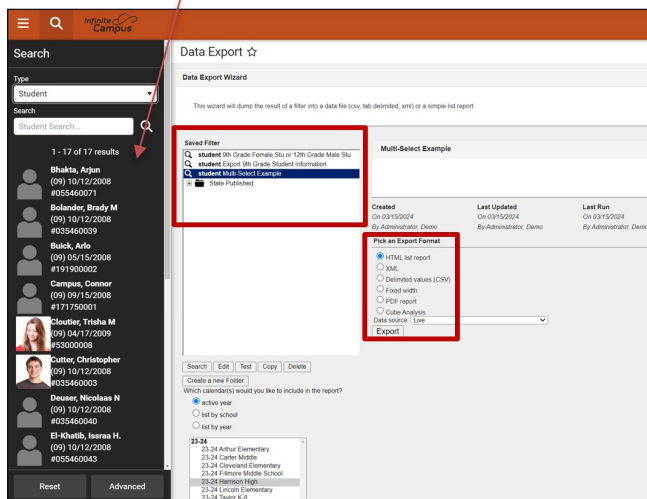 Infinite Campus
Search
Type
Student
Search
Student Search...
1 - 17 of 17 results
Bhakta, Arjun
(09) 10/12/2008
#055460071
Bolander, Brady M
(09) 10/12/2008
#035460039
Buick, Arlo
(09) 05/15/2008
#191900002
Campus, Connor
(09) 09/15/2008
#171750001
Cloutier, Trisha M
(09) 04/17/2009
#53000008
Cutter, Christopher
(09) 10/12/2008
#035460003
Deuser, Nicolaas N
(09) 10/12/2008
#035460040
El-Khatib, Issraa H.
(09) 10/12/2008
#055460043
Reset Advanced
Data Export
Data Export Wizard
This wizard will dump the result of a filter into a data file (csv, tab delimited, xml) or a simple list report.
Saved Filter
student 9th Grade Female Stu or 12th Grade Male Stu
student Export 9th Grade Student Information
student Multi-Select Example
State Published
Search Edit Test Copy Delete
Create a new Folder
Which calendar(s) would you like to include in the report?
active year
list by school
list by year
23-24
23-24 Arthur Elementary
23-24 Carter Middle
23-24 Cleveland Elementary
23-24 Fillmore Middle School
23-24 Harrison High
23-24 Lincoln Elementary
23-24 Taylor K-8
Multi-Select Example
Created Last Updated Last Run
On 03/15/2024 On 03/15/2024 On 03/15/2024
By Administrator, Demo By Administrator, Demo By Administrator, Demo
Pick an Export Format
HTML list report
XML
Delimited values (CSV)
Fixed width
PDF report
Cube Analysis
Data source: Live
Export